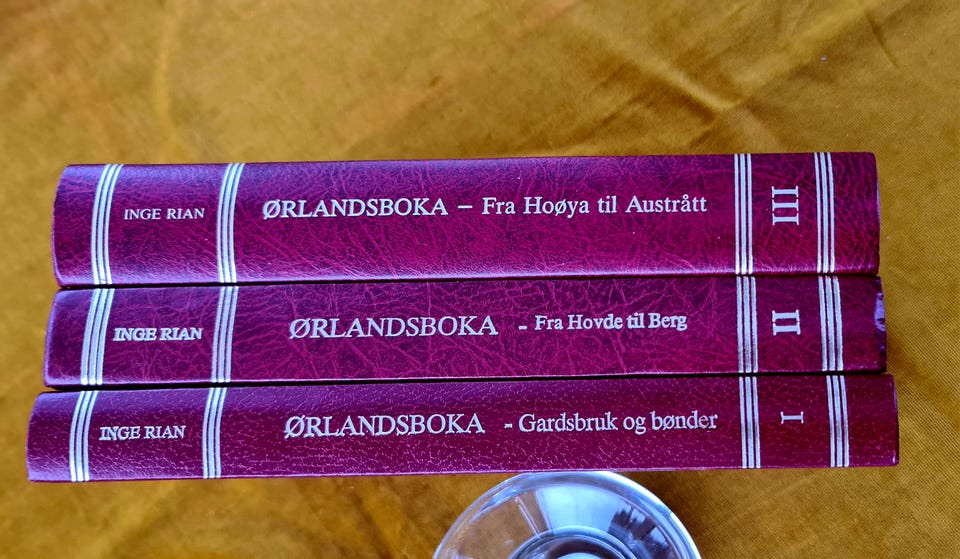 INGE RIAN ØRLANDSBOKA – Fra Hoøya til Austrått III
INGE RIAN ØRLANDSBOKA - Fra Hovde til Berg II
INGE RIAN ØRLANDSBOKA - Gardsbruk og bønder I